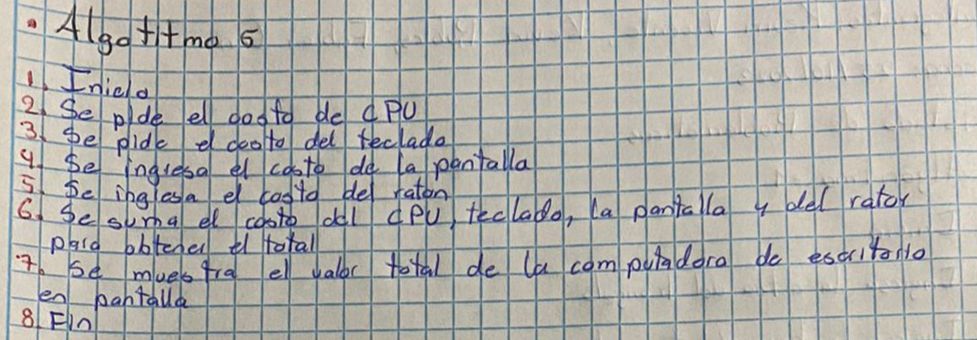 • Algoritmo 5
1. Inicio
2. Se pide el costo de CPU
3. Se pide el costo del teclado
4. Se ingresa el costo de la pantalla
5. Se ingresa el costo del raton
6. Se suma el costo del CPU, teclado, la pantalla y del raton
para obtener el total
7. Se muestra el valor total de la computadora de escritorio
en pantalla
8. Fin